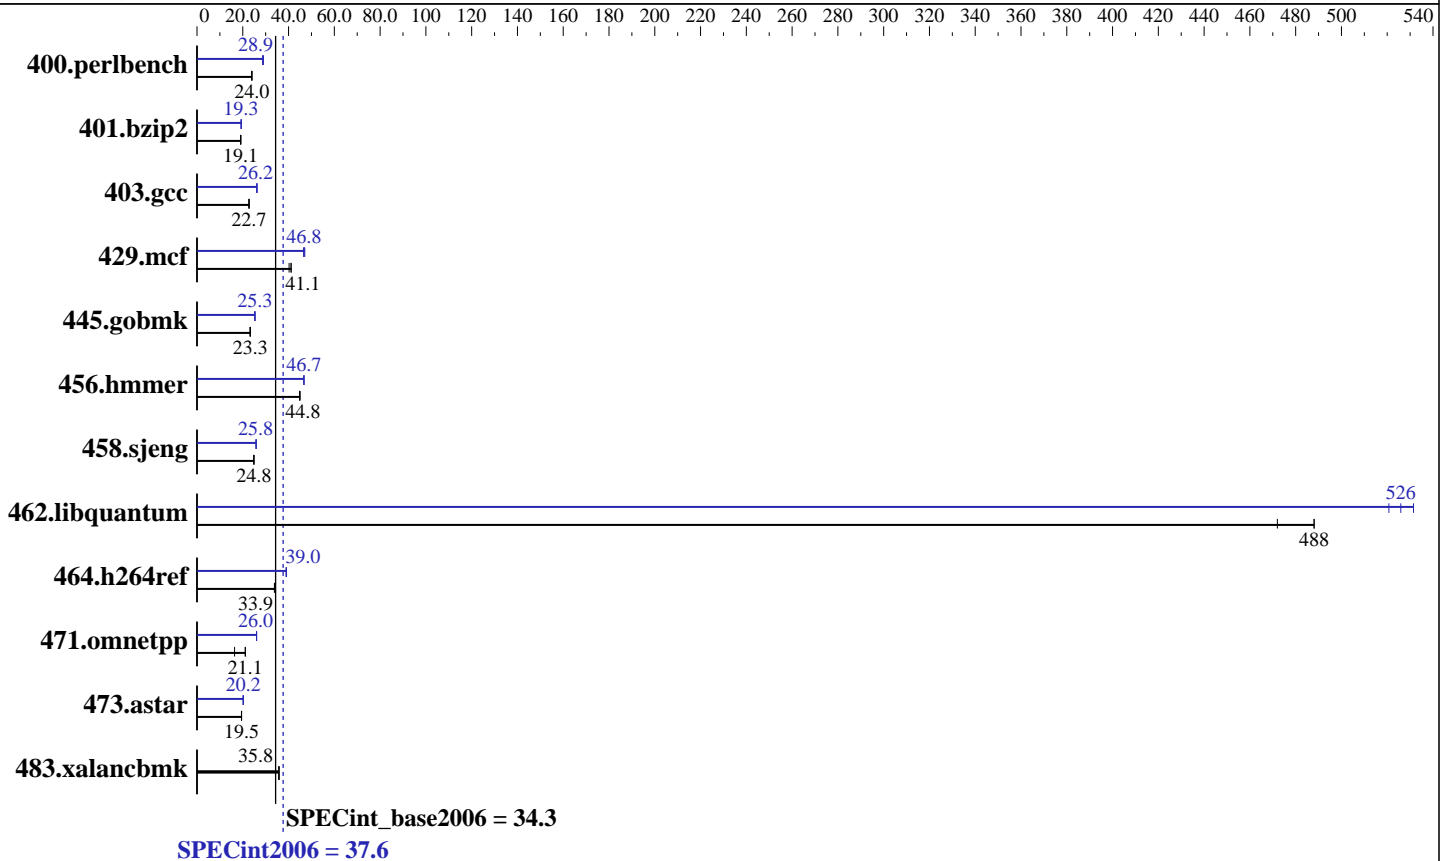 0 20.0 40.0 60.0 80.0 100 120 140 160 180 200 220 240 260 280 300 320 340 360 380 400 420 440 460 480 500 540
28.9
400.perlbench
24.0
19.3
401.bzip2
19.1
26.2
403.gcc
22.7
46.8
429.mcf
41.1
25.3
445.gobmk
23.3
46.7
456.hmmer
44.8
25.8
458.sjeng
24.8
526
462.libquantum
488
39.0
464.h264ref
33.9
26.0
471.omnetpp
21.1
20.2
473.astar
19.5
35.8
483.xalancbmk
SPECint_base2006 = 34.3
SPECint2006 = 37.6